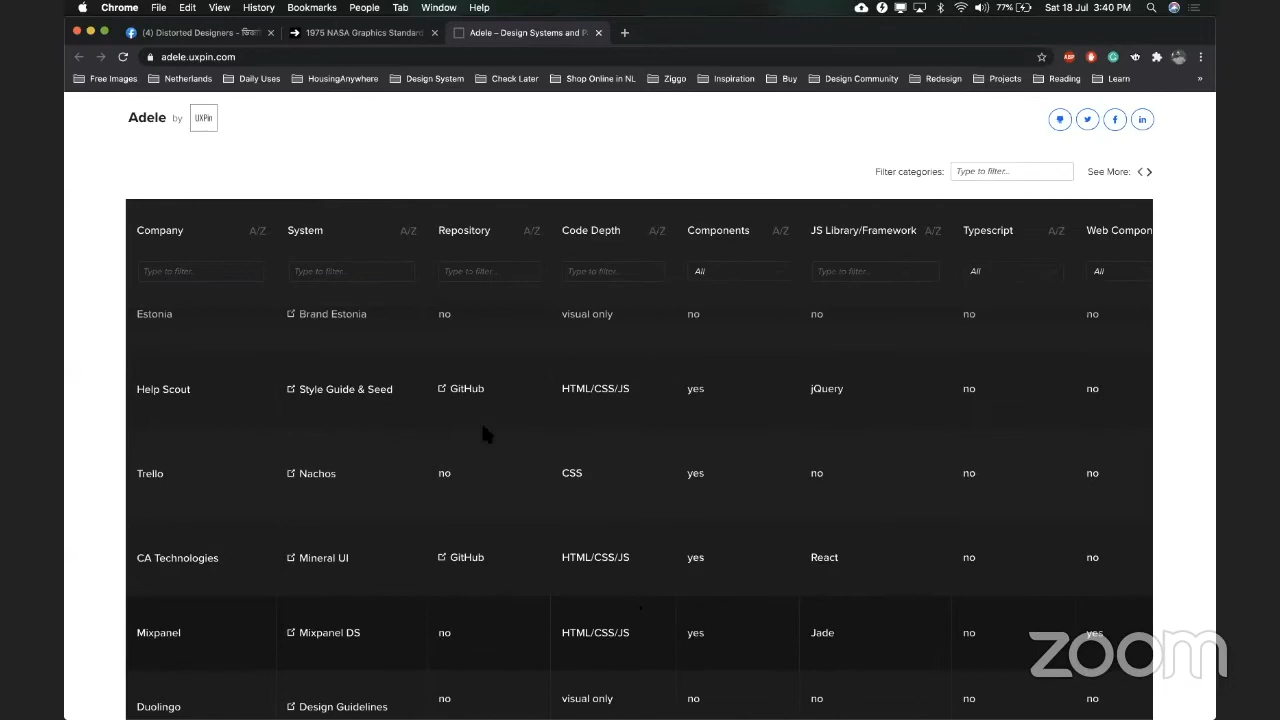 Chrome File Edit View History Bookmarks People Tab Window Help 77% Sat 18 Jul 3:40 PM
(4) Distorted Designers - 1975 NASA Graphics Standard Adele – Design Systems and P
adele.uxpin.com ABP
Free Images Netherlands Daily Uses HousingAnywhere Design System Check Later Shop Online in NL Ziggo Inspiration Buy Design Community Redesign Projects Reading Learn »
Adele by UXPin
Filter categories: Type to filter... See More:
Company A/Z System A/Z Repository A/Z Code Depth A/Z Components A/Z JS Library/Framework A/Z Typescript A/Z Web Compon
Type to filter... Type to filter... Type to filter... Type to filter... All Type to filter... All All
Estonia Brand Estonia no visual only no no no no
Help Scout Style Guide & Seed GitHub HTML/CSS/JS yes jQuery no no
Trello Nachos no CSS yes no no no
CA Technologies Mineral UI GitHub HTML/CSS/JS yes React no no
Mixpanel Mixpanel DS no HTML/CSS/JS yes Jade no yes
Duolingo Design Guidelines no visual only no no no no
zoom